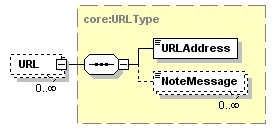 core:URLType
URLAddress
URL
0..∞
NoteMessage
0..∞